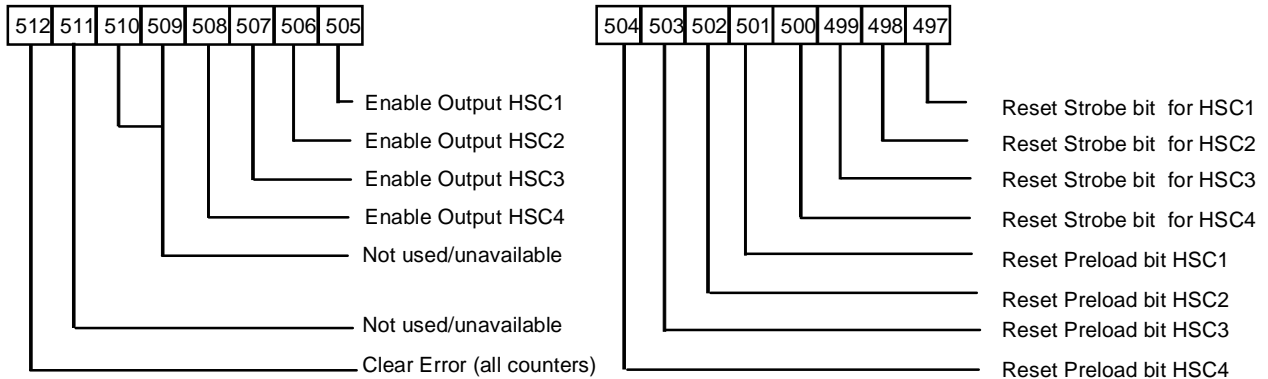 512 511 510 509 508 507 506 505
Enable Output HSC1
Enable Output HSC2
Enable Output HSC3
Enable Output HSC4
Not used/unavailable
Not used/unavailable
Clear Error (all counters)
504 503 502 501 500 499 498 497
Reset Strobe bit for HSC1
Reset Strobe bit for HSC2
Reset Strobe bit for HSC3
Reset Strobe bit for HSC4
Reset Preload bit HSC1
Reset Preload bit HSC2
Reset Preload bit HSC3
Reset Preload bit HSC4